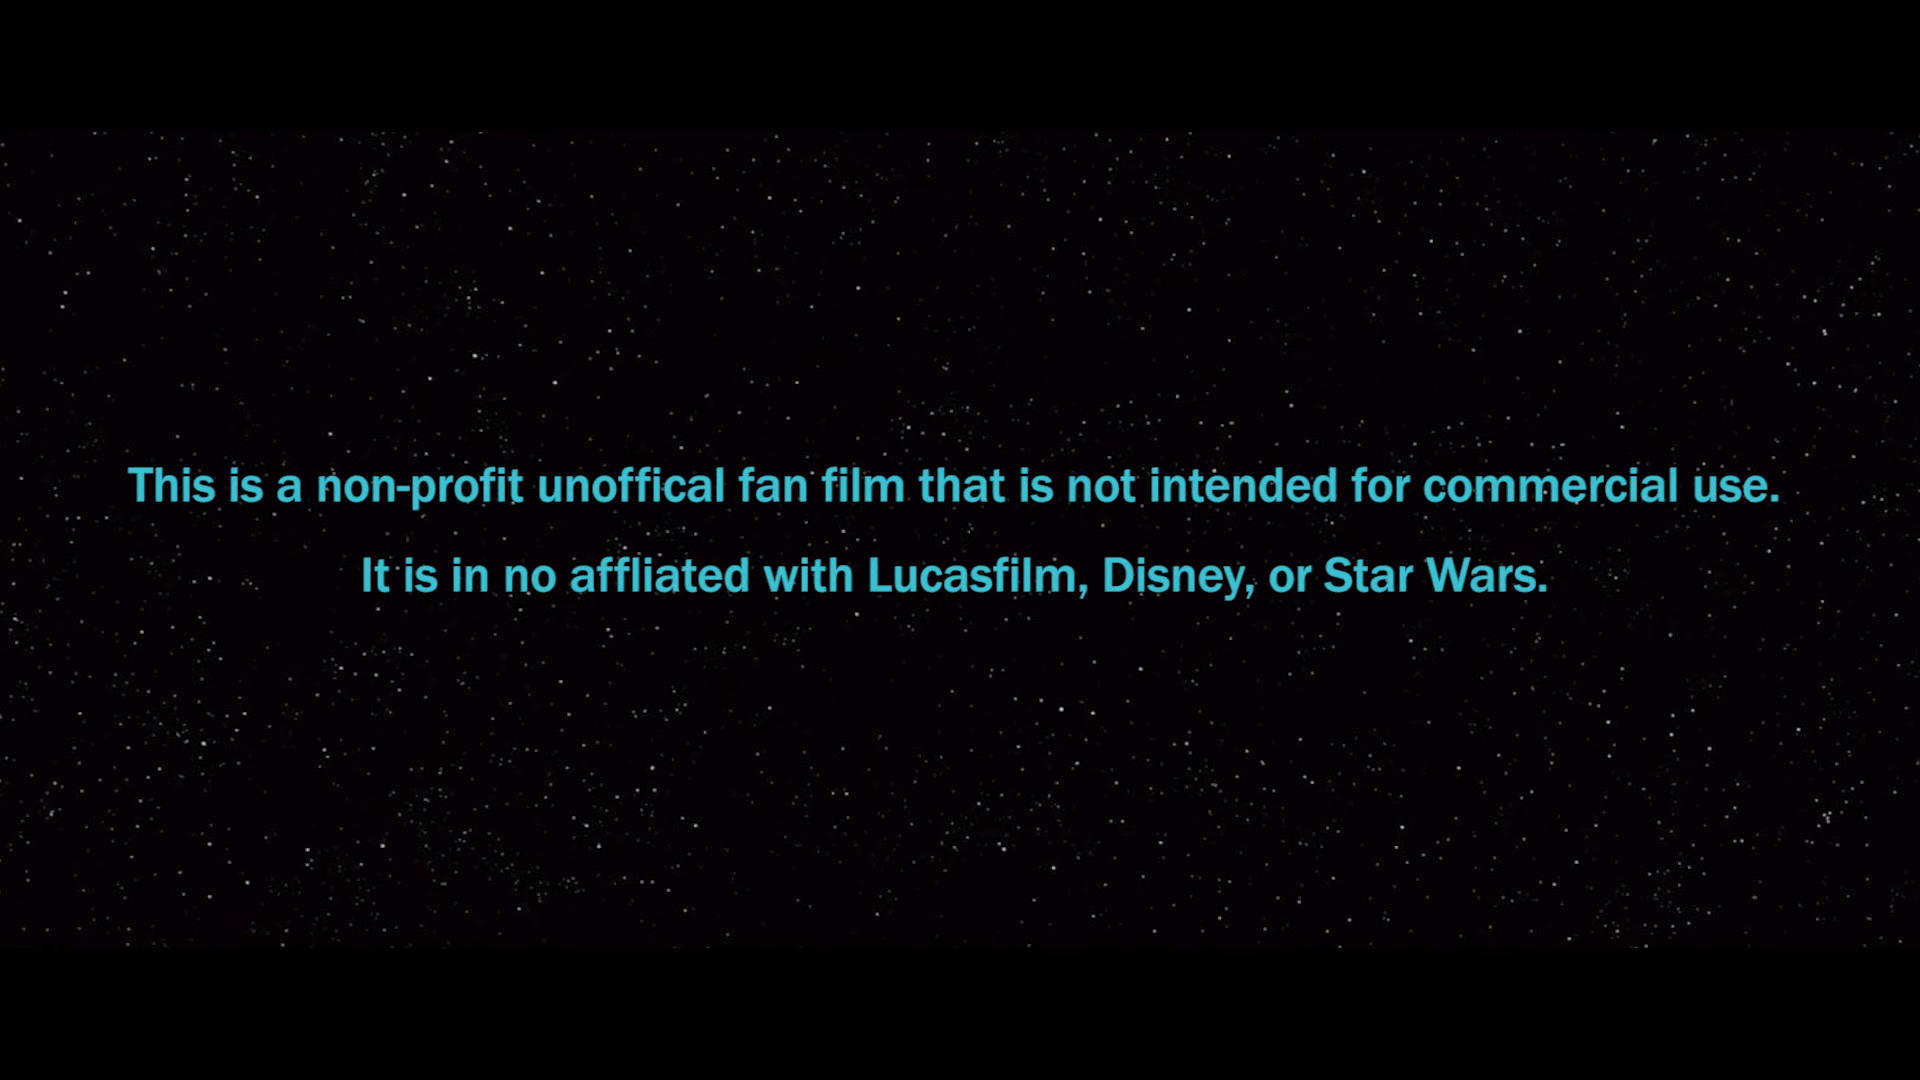 This is a non-profit unoffical fan film that is not intended for commercial use.
It is in no affliated with Lucasfilm, Disney, or Star Wars.